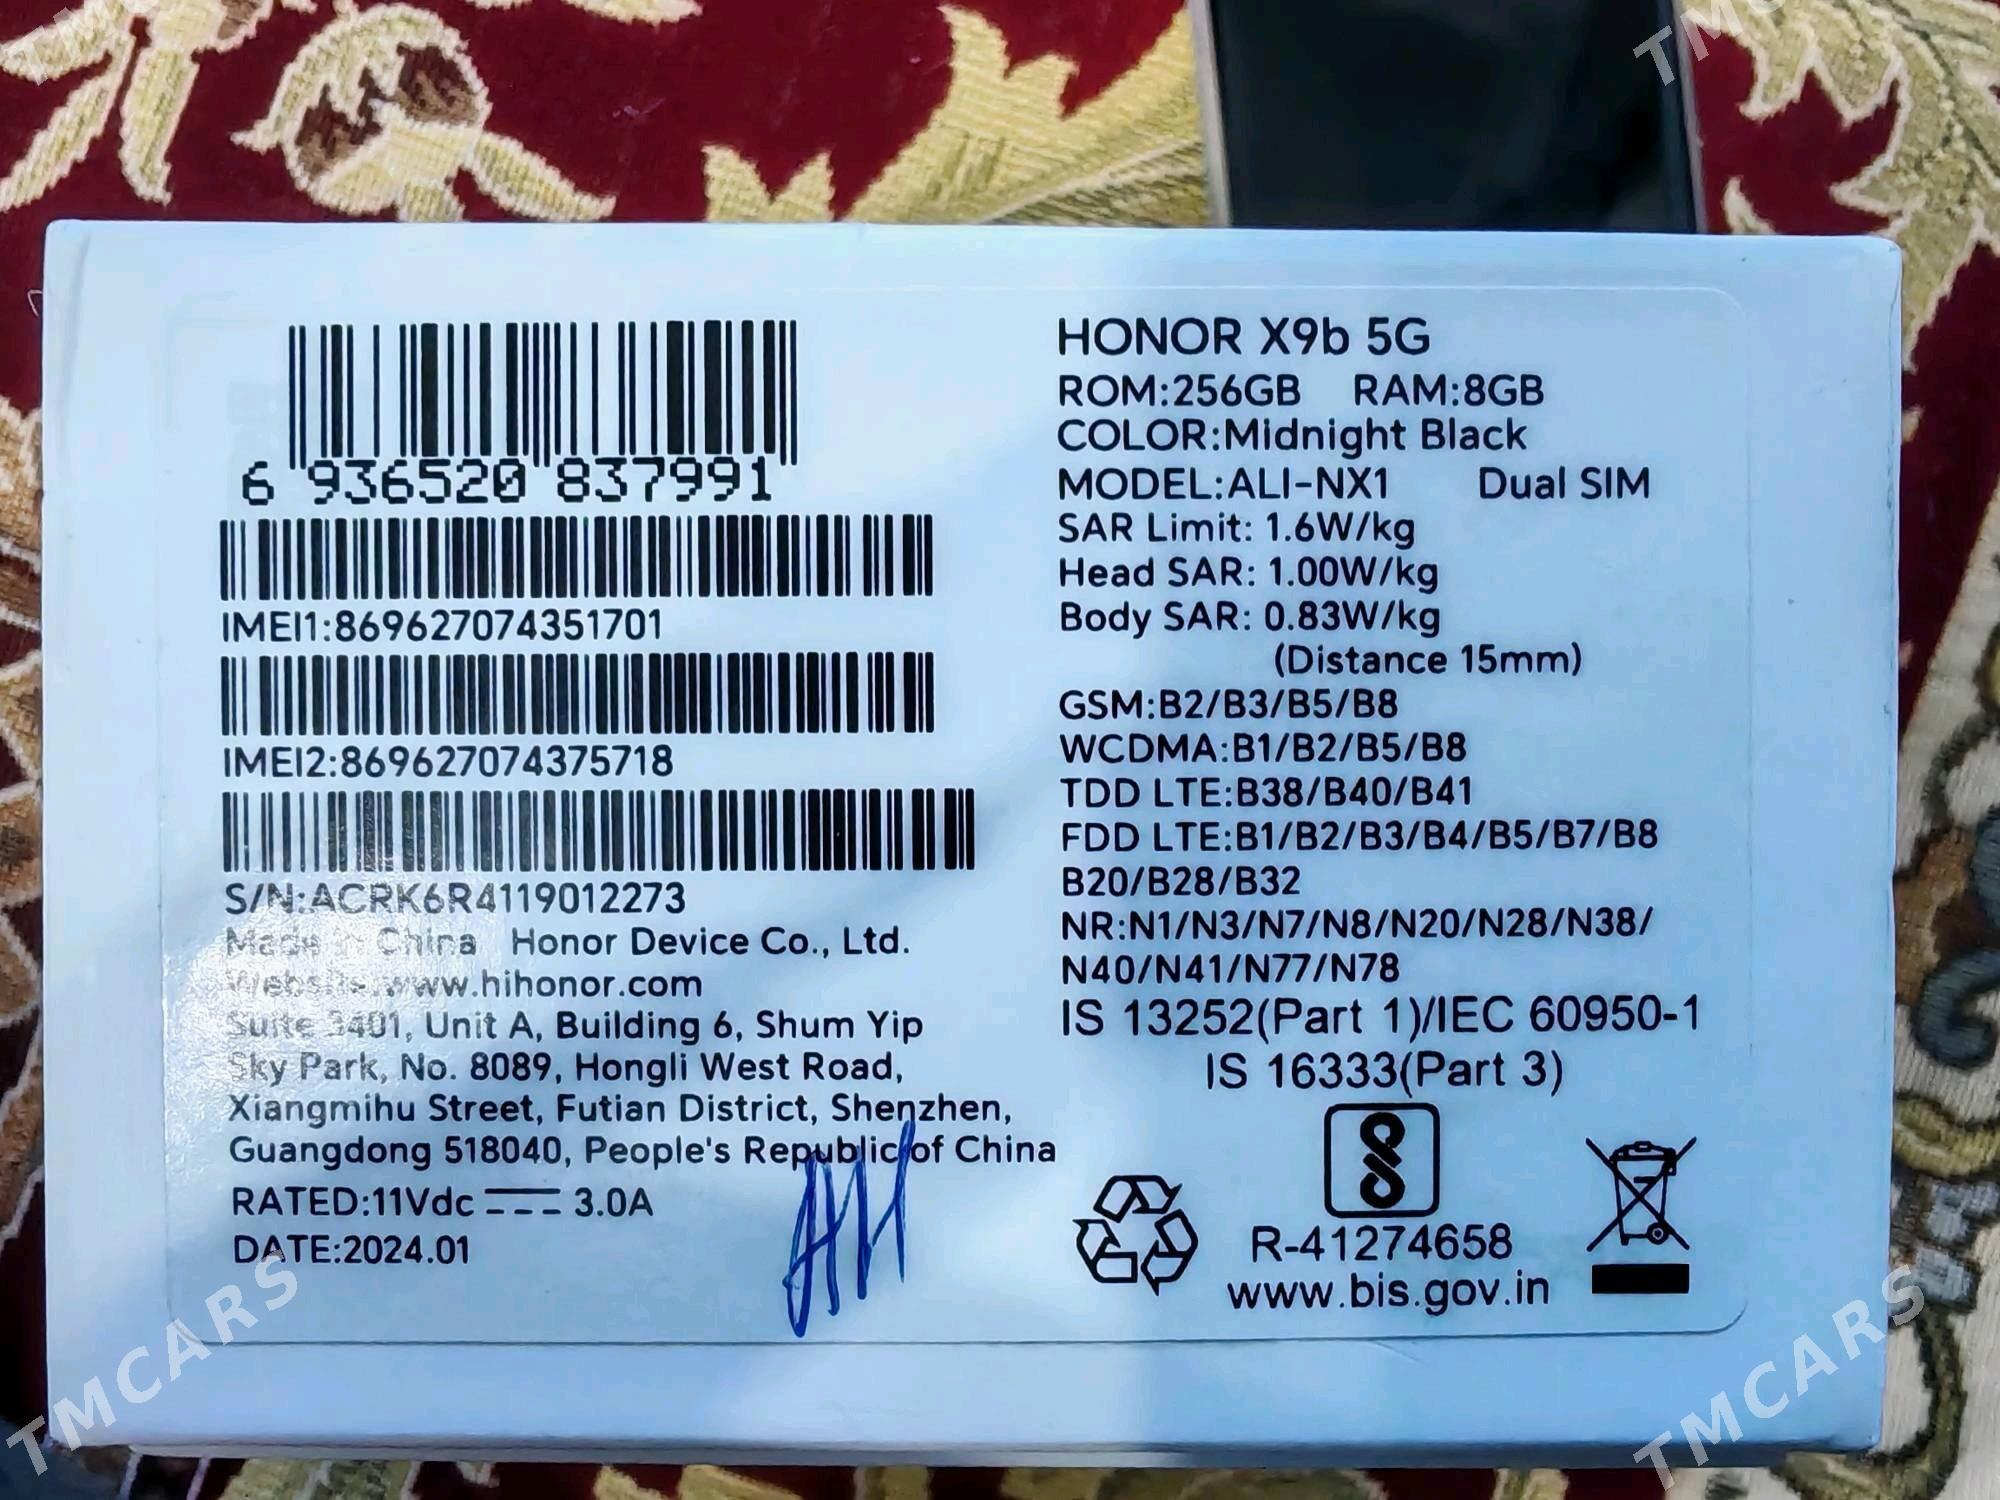 6 936520 837991
IMEI1:869627074351701
IMEI2:869627074375718
S/N:ACRK6R4119012273
Made in China Honor Device Co., Ltd.
Website:www.hihonor.com
Suite 3401, Unit A, Building 6, Shum Yip
Sky Park, No. 8089, Hongli West Road,
Xiangmihu Street, Futian District, Shenzhen,
Guangdong 518040, People's Republic of China
RATED:11Vdc 3.0A
DATE:2024.01
HONOR X9b 5G
ROM:256GB RAM:8GB
COLOR:Midnight Black
MODEL:ALI-NX1 Dual SIM
SAR Limit: 1.6W/kg
Head SAR: 1.00W/kg
Body SAR: 0.83W/kg
(Distance 15mm)
GSM:B2/B3/B5/B8
WCDMA:B1/B2/B5/B8
TDD LTE:B38/B40/B41
FDD LTE:B1/B2/B3/B4/B5/B7/B8
B20/B28/B32
NR:N1/N3/N7/N8/N20/N28/N38/
N40/N41/N77/N78
IS 13252(Part 1)/IEC 60950-1
IS 16333(Part 3)
R-41274658
www.bis.gov.in
TMCARS
TMCARS